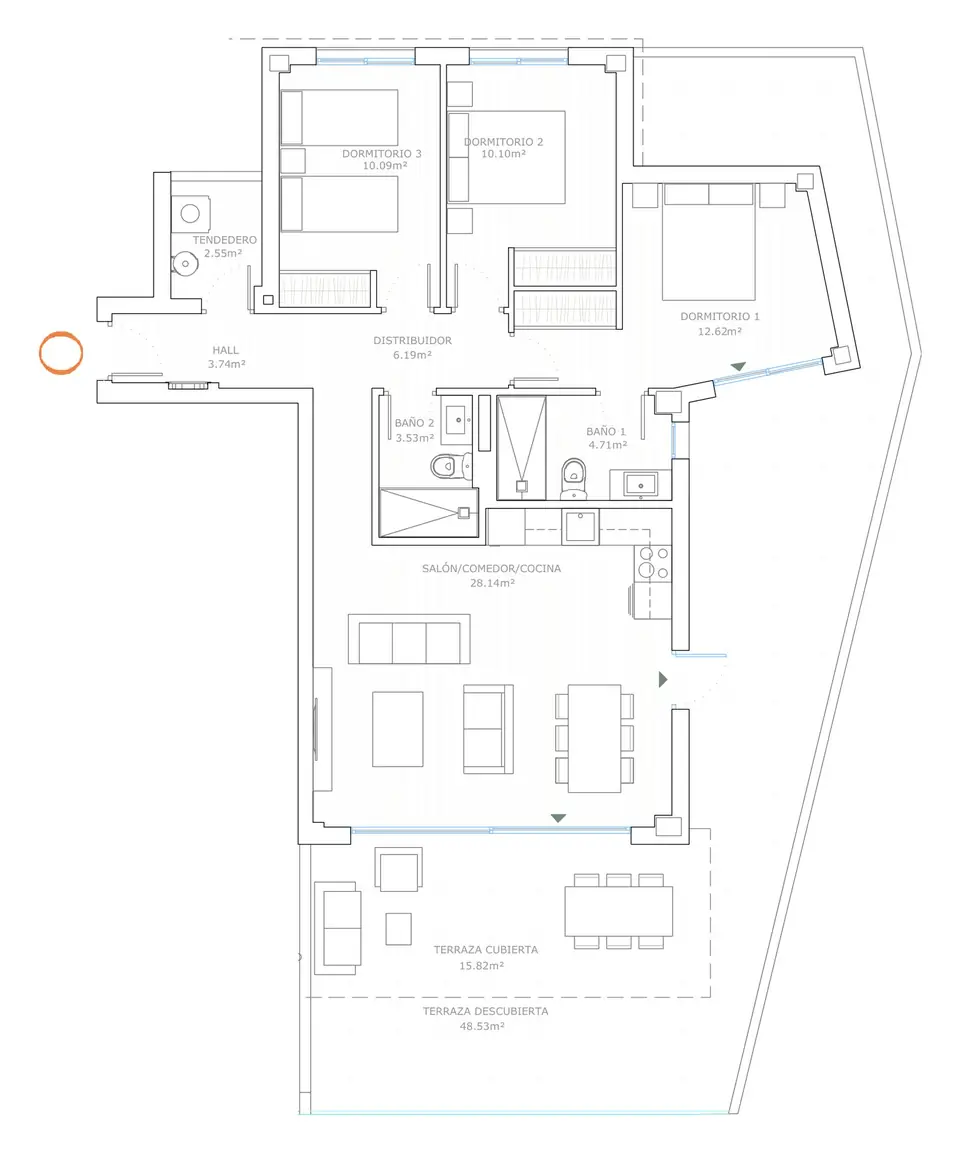 DORMITORIO 3
10.09m²
DORMITORIO 2
10.10m²
TENDEDERO
2.55m²
DORMITORIO 1
12.62m²
HALL
3.74m²
DISTRIBUIDOR
6.19m²
BAÑO 2
3.53m²
BAÑO 1
4.71m²
SALÓN/COMEDOR/COCINA
28.14m²
TERRAZA CUBIERTA
15.82m²
TERRAZA DESCUBIERTA
48.53m²